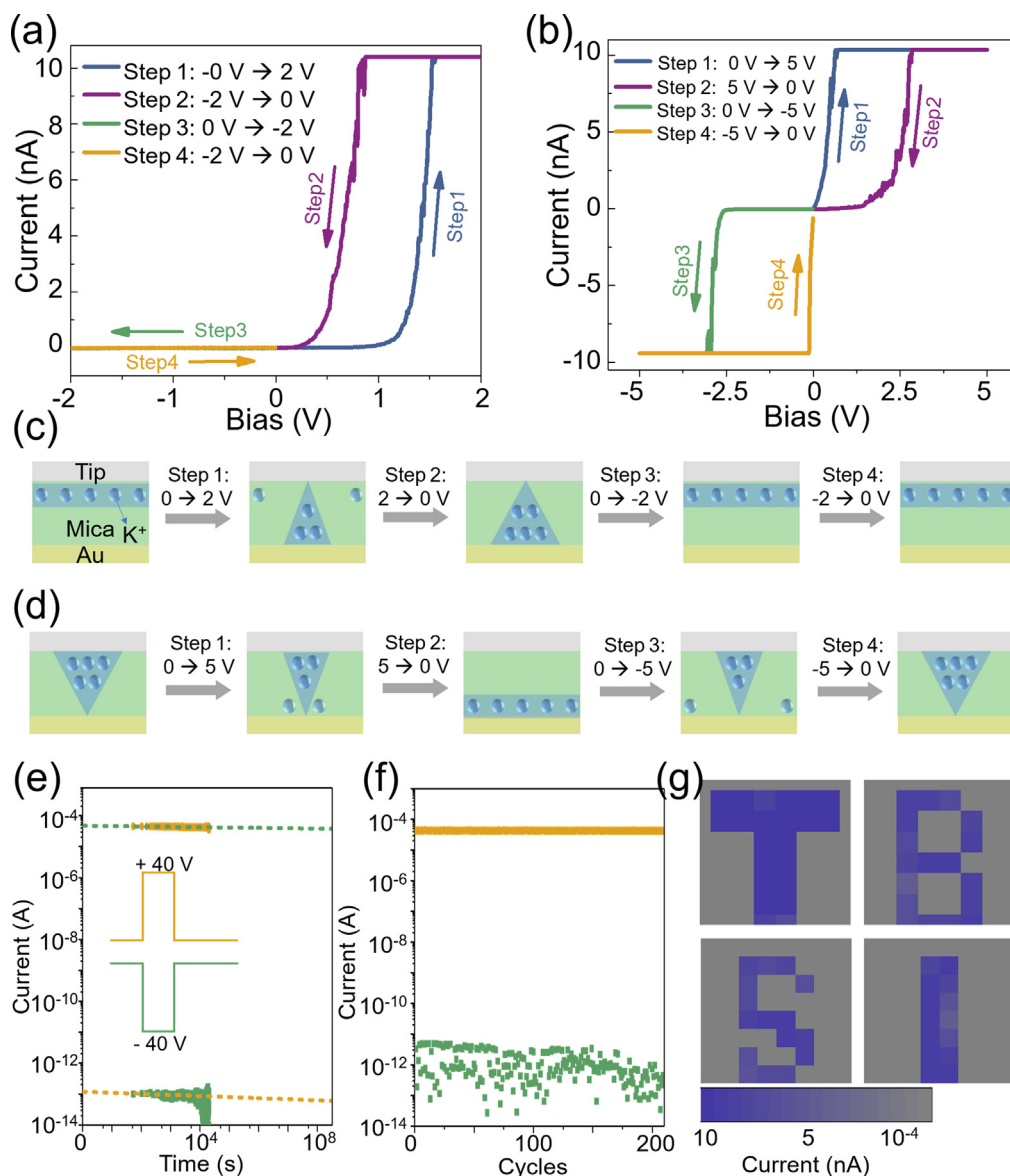 (a)
Step 1: -0 V → 2 V
Step 2: -2 V → 0 V
Step 3: 0 V → -2 V
Step 4: -2 V → 0 V
Step2
Step1
Step3
Step4
Current (nA)
10
8
6
4
2
0
-2
-1
0
1
2
Bias (V)
(b)
Step 1: 0 V → 5 V
Step 2: 5 V → 0 V
Step 3: 0 V → -5 V
Step 4: -5 V → 0 V
Step1
Step2
Step3
Step4
Current (nA)
10
5
0
-5
-10
-5
-2.5
0
2.5
5
Bias (V)
(c)
Tip
Mica
K+
Au
Step 1:
0 → 2 V
Step 2:
2 → 0 V
Step 3:
0 → -2 V
Step 4:
-2 → 0 V
(d)
Step 1:
0 → 5 V
Step 2:
5 → 0 V
Step 3:
0 → -5 V
Step 4:
-5 → 0 V
(e)
Current (A)
10-4
10-6
10-8
10-10
10-12
10-14
+ 40 V
- 40 V
0
10⁴
10⁸
Time (s)
(f)
Current (A)
10-4
10-6
10-8
10-10
10-12
10-14
0
100
200
Cycles
(g)
T
B
S
I
10
5
10-4
Current (nA)